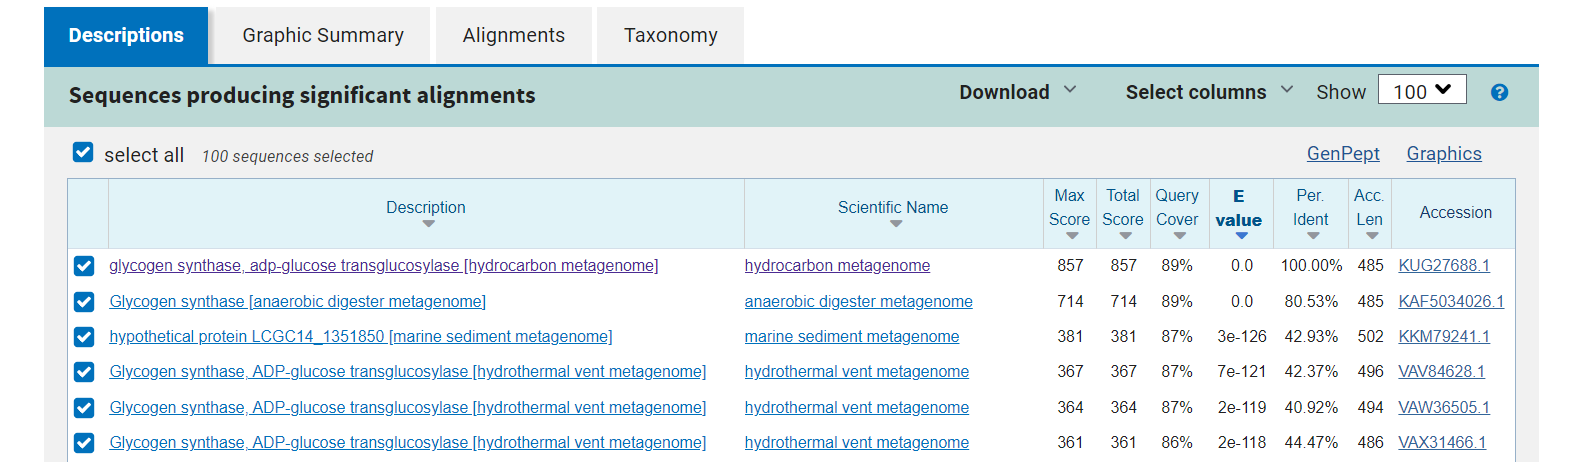 Descriptions Graphic Summary Alignments Taxonomy
Sequences producing significant alignments Download Select columns Show 100 ?
select all 100 sequences selected GenPept Graphics
Description Scientific Name Max Score Total Score Query Cover E value Per. Ident Acc. Len Accession
glycogen synthase, adp-glucose transglucosylase [hydrocarbon metagenome] hydrocarbon metagenome 857 857 89% 0.0 100.00% 485 KUG27688.1
Glycogen synthase [anaerobic digester metagenome] anaerobic digester metagenome 714 714 89% 0.0 80.53% 485 KAF5034026.1
hypothetical protein LCGC14_1351850 [marine sediment metagenome] marine sediment metagenome 381 381 87% 3e-126 42.93% 502 KKM79241.1
Glycogen synthase, ADP-glucose transglucosylase [hydrothermal vent metagenome] hydrothermal vent metagenome 367 367 87% 7e-121 42.37% 496 VAV84628.1
Glycogen synthase, ADP-glucose transglucosylase [hydrothermal vent metagenome] hydrothermal vent metagenome 364 364 87% 2e-119 40.92% 494 VAW36505.1
Glycogen synthase, ADP-glucose transglucosylase [hydrothermal vent metagenome] hydrothermal vent metagenome 361 361 86% 2e-118 44.47% 486 VAX31466.1